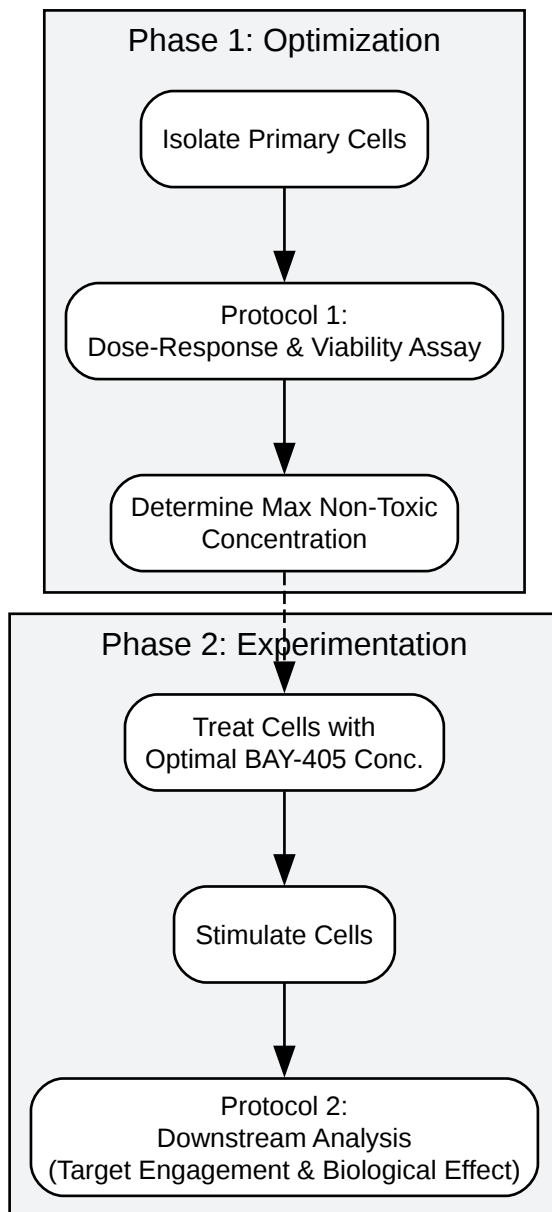 Phase 1: Optimization
Isolate Primary Cells
Protocol 1:
Dose-Response & Viability Assay
Determine Max Non-Toxic
Concentration
Phase 2: Experimentation
Treat Cells with
Optimal BAY-405 Conc.
Stimulate Cells
Protocol 2:
Downstream Analysis
(Target Engagement & Biological Effect)